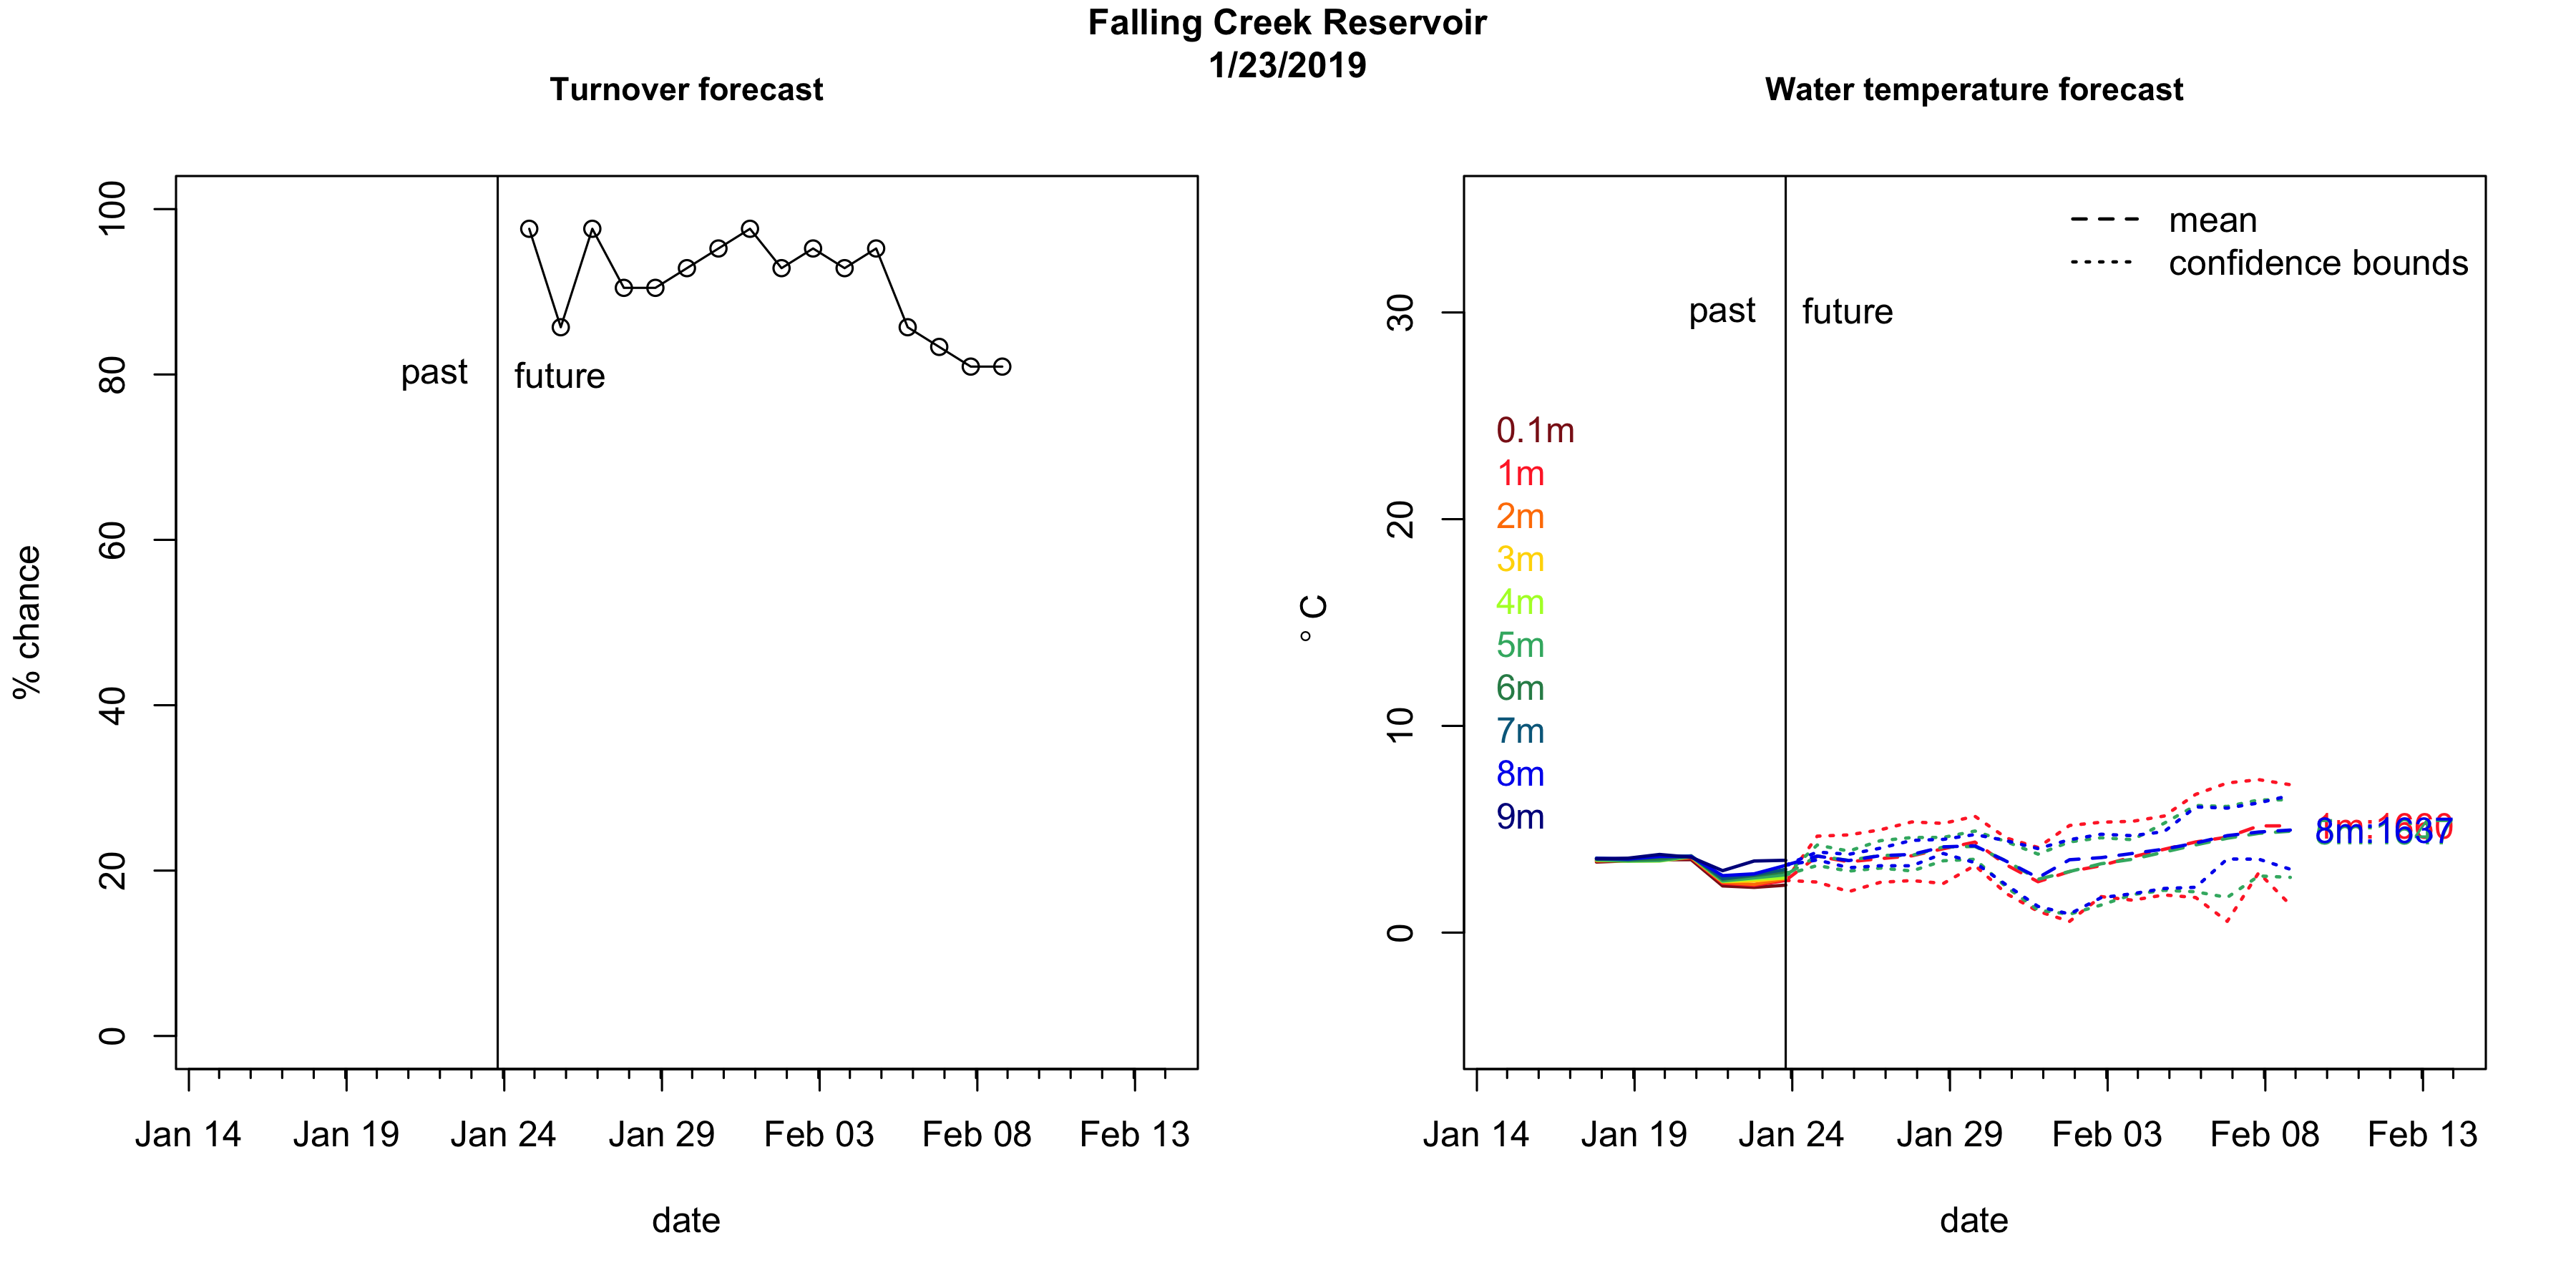 Falling Creek Reservoir
1/23/2019
Turnover forecast
% chance
100
80
60
40
20
0
past
future
Jan 14
Jan 19
Jan 24
Jan 29
Feb 03
Feb 08
Feb 13
date
Water temperature forecast
° C
30
20
10
0
mean
confidence bounds
past
future
0.1m
1m
2m
3m
4m
5m
6m
7m
8m
9m
Jan 14
Jan 19
Jan 24
Jan 29
Feb 03
Feb 08
Feb 13
date